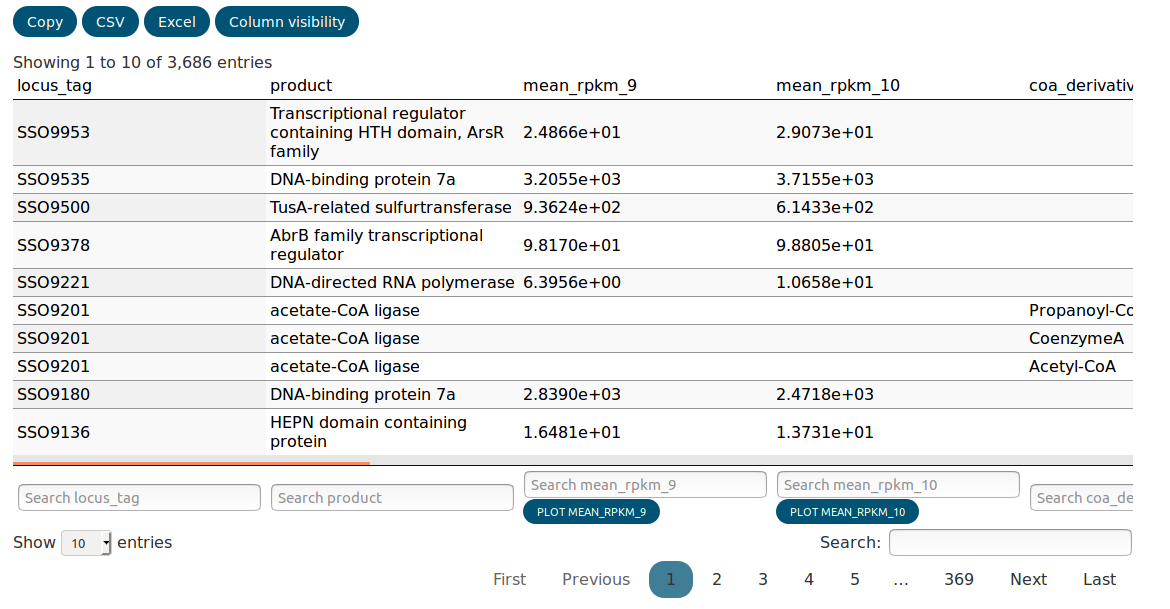 Copy CSV Excel Column visibility
Showing 1 to 10 of 3,686 entries
locus_tag product mean_rpkm_9 mean_rpkm_10 coa_derivativ
Transcriptional regulator
SSO9953 containing HTH domain, ArsR 2.4866e+01 2.9073e+01
family
SSO9535 DNA-binding protein 7a 3.2055e+03 3.7155e+03
SSO9500 TusA-related sulfurtransferase 9.3624e+02 6.1433e+02
AbrB family transcriptional
SSO9378 9.8170e+01 9.8805e+01
regulator
SSO9221 DNA-directed RNA polymerase 6.3956e+00 1.0658e+01
SSO9201 acetate-CoA ligase Propanoyl-Co
SSO9201 acetate-CoA ligase CoenzymeA
SSO9201 acetate-CoA ligase Acetyl-CoA
SSO9180 DNA-binding protein 7a 2.8390e+03 2.4718e+03
HEPN domain containing
SSO9136 1.6481e+01 1.3731e+01
protein
Search locus_tag Search product Search mean_rpkm_9 Search mean_rpkm_10 Search coa_de
PLOT MEAN_RPKM_9 PLOT MEAN_RPKM_10
Show 10 entries Search:
First Previous 1 2 3 4 5 … 369 Next Last